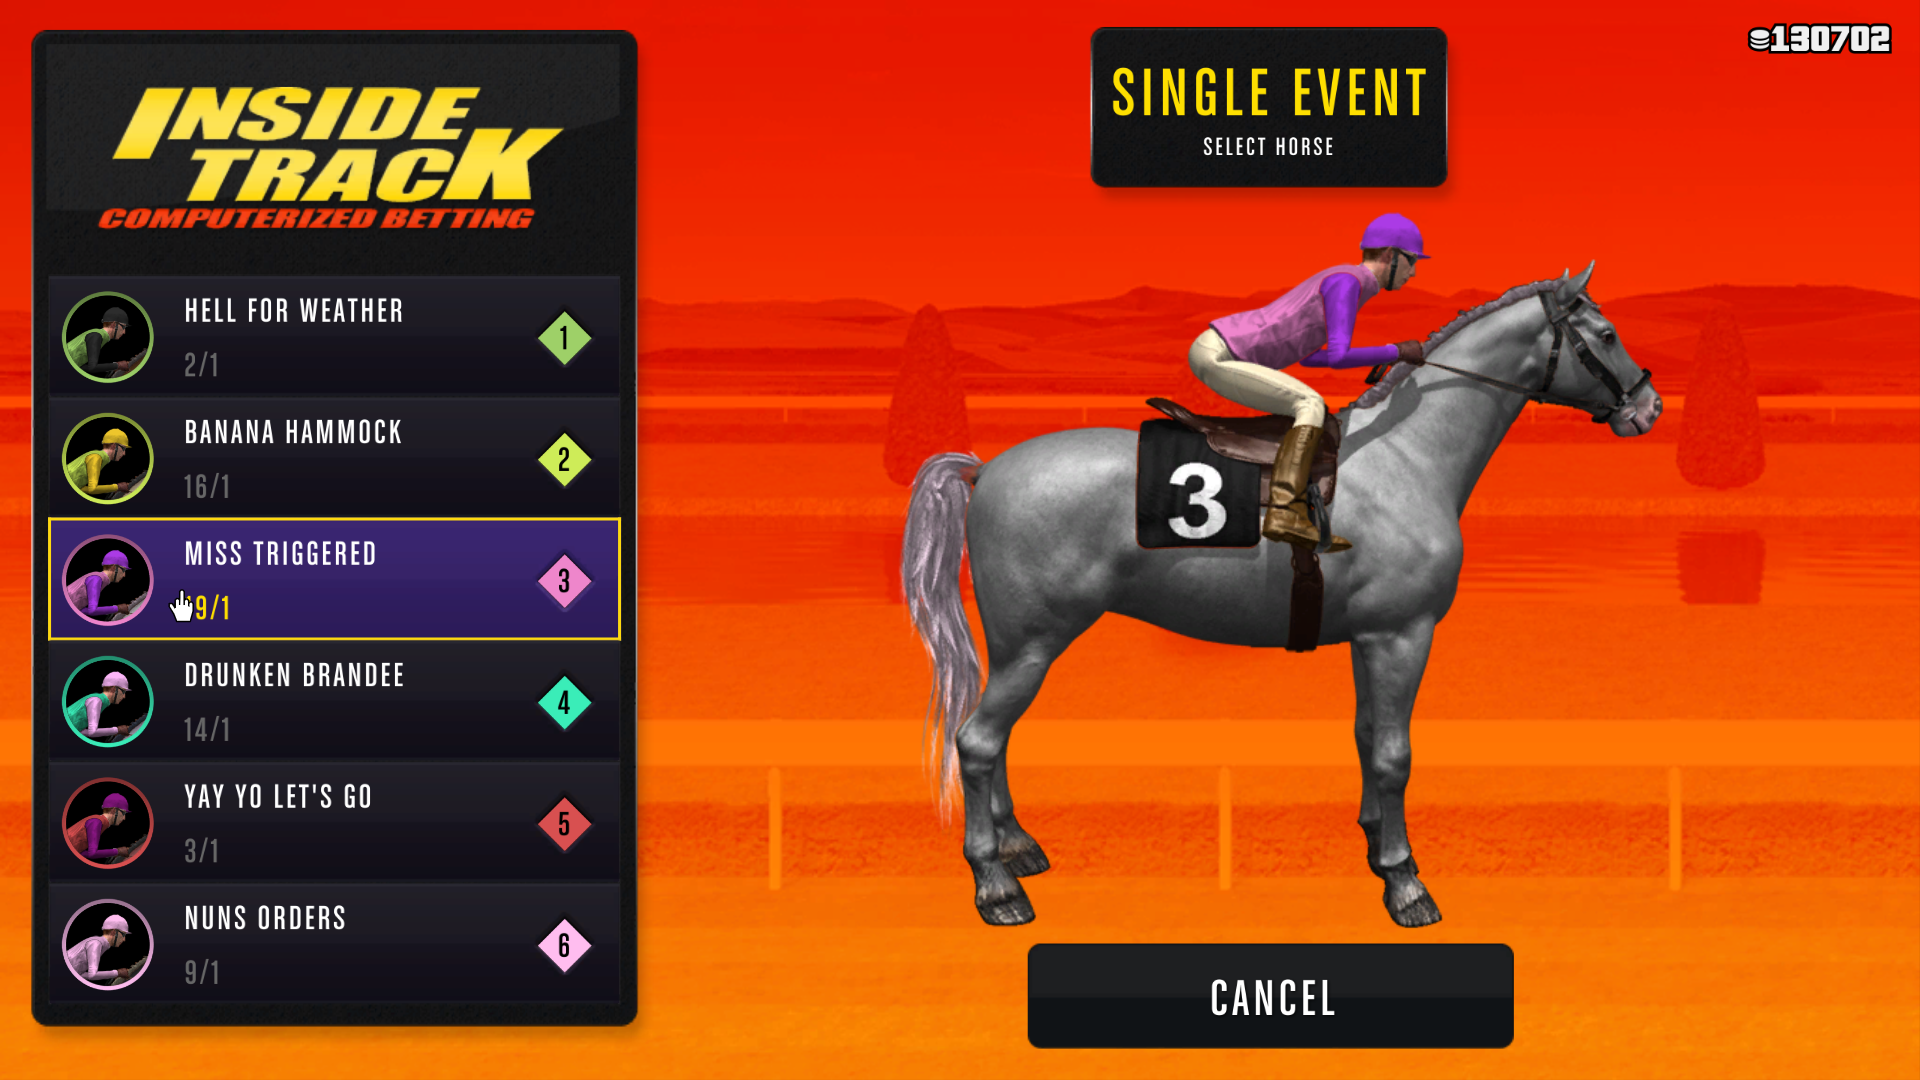 INSIDE
TRACK
COMPUTERIZED BETTING
HELL FOR WEATHER
2/1
1
BANANA HAMMOCK
16/1
2
MISS TRIGGERED
9/1
3
DRUNKEN BRANDEE
14/1
4
YAY YO LET'S GO
3/1
5
NUNS ORDERS
9/1
6
SINGLE EVENT
SELECT HORSE
130702
3
CANCEL